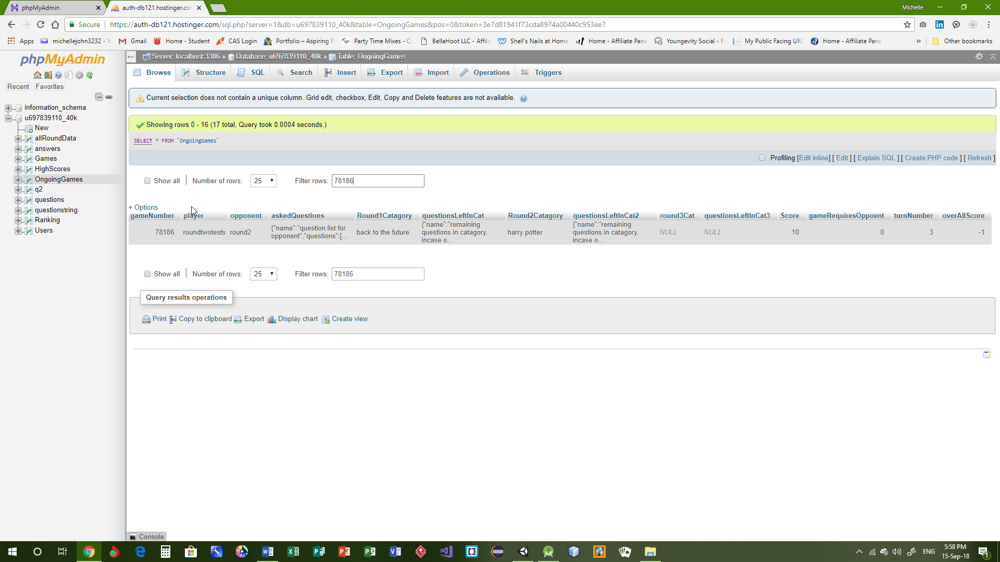 phpMyAdmin
auth-db121.hostinger.co
Michelle
Secure
https://auth-db121.hostinger.com/sql.php?server=1&db=u697839110_40k&table=OngoingGames&pos=0&token=3e7d81941f73cda8974a00440c953ee7
Apps
michellejohn3232 - Y
Gmail
Home - Student
CAS Login
Portfolio – Aspiring P
Party Time Mixes - Co
BellaHoot LLC - Affilia
Shell's Nails at Home
Home - Affiliate Pane
Youngevity Social - P
My Public Facing URL
Home - Affiliate Pane
»
Other bookmarks
phpMyAdmin
Recent
Favorites
information_schema
u697839110_40k
New
allRoundData
answers
Games
HighScores
OngoingGames
q2
questions
questionstring
Ranking
Users
Server: localhost:3306 » Database: u697839110_40k » Table: OngoingGames
Browse
Structure
SQL
Search
Insert
Export
Import
Operations
Triggers
Current selection does not contain a unique column. Grid edit, checkbox, Edit, Copy and Delete features are not available.
Showing rows 0 - 16 (17 total, Query took 0.0004 seconds.)
SELECT * FROM `OngoingGames`
Profiling [Edit inline] [ Edit ] [ Explain SQL ] [ Create PHP code ] [ Refresh ]
Show all
Number of rows:
25
Filter rows:
78186
+ Options
gameNumber player opponent askedQuestions Round1Catagory questionsLeftInCat Round2Catagory questionsLeftInCat2 round3Cat questionsLeftInCat3 Score gameRequiresOppoent turnNumber overAllScore
78186
roundtwotests
round2
{"name":"question list for
opponent","questions":[...
back to the future
{"name":"remaining
questions in catagory,
incase o...
harry potter
{"name":"remaining
questions in catagory,
incase o...
NULL
NULL
10
0
3
-1
Show all
Number of rows:
25
Filter rows:
78186
Query results operations
Print
Copy to clipboard
Export
Display chart
Create view
Console
ENG
5:58 PM
15-Sep-18
1